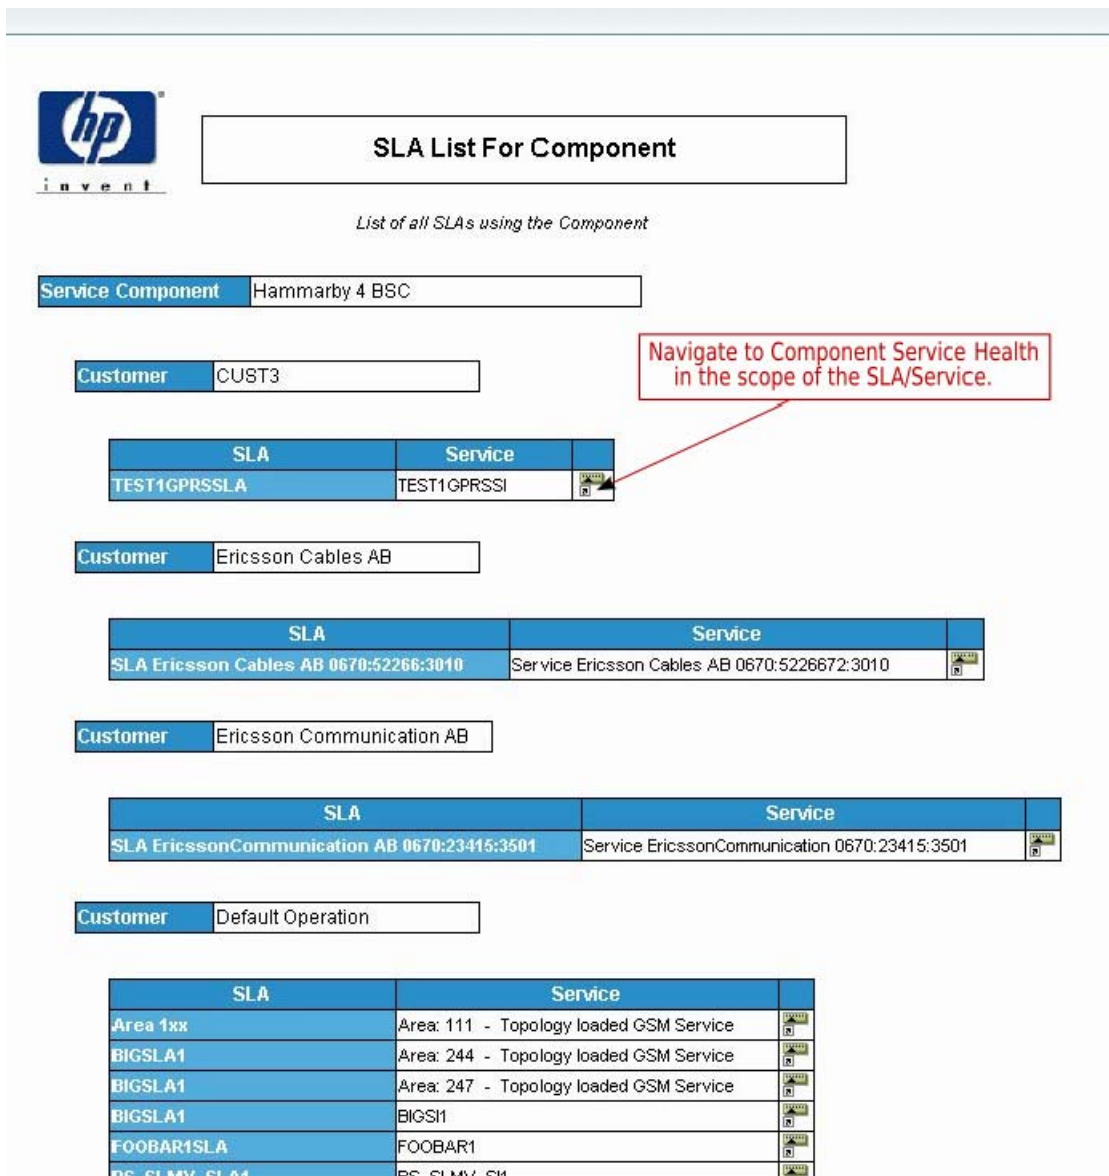 hp
invent
SLA List For Component
List of all SLAs using the Component
Service Component Hammarby 4 BSC
Navigate to Component Service Health
in the scope of the SLA/Service.
Customer CUST3
SLA Service
TEST1GPRSSLA TEST1GPRSSI
Customer Ericsson Cables AB
SLA Service
SLA Ericsson Cables AB 0670:52266:3010 Service Ericsson Cables AB 0670:5226672:3010
Customer Ericsson Communication AB
SLA Service
SLA EricssonCommunication AB 0670:23415:3501 Service EricssonCommunication 0670:23415:3501
Customer Default Operation
SLA Service
Area 1xx Area: 111 - Topology loaded GSM Service
BIGSLA1 Area: 244 - Topology loaded GSM Service
BIGSLA1 Area: 247 - Topology loaded GSM Service
BIGSLA1 BIGSI1
FOOBAR1SLA FOOBAR1